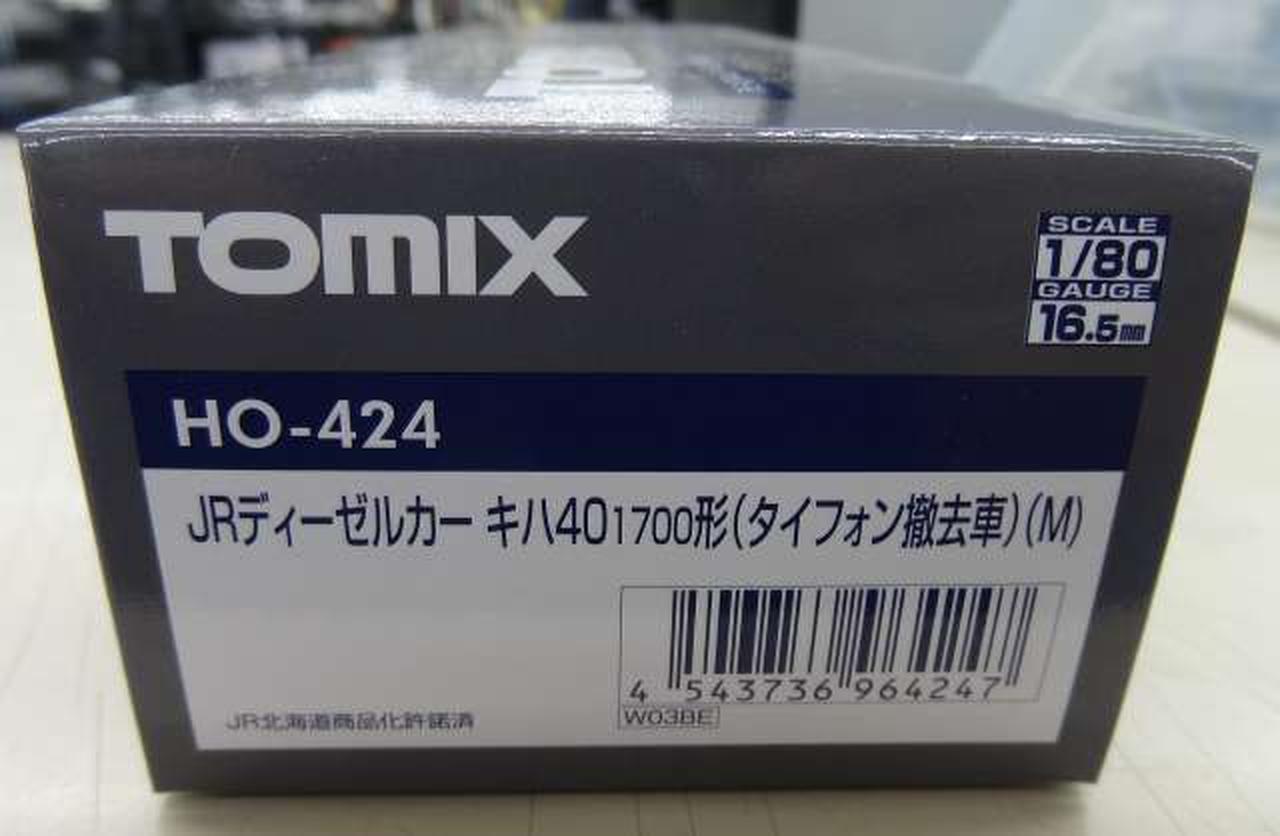 TOMIX
SCALE
1/80
GAUGE
16.5mm
HO-424
JRディーゼルカー キハ40 1700形(タイフォン撤去車)(M)
4 543736 964247
W03BE
JR北海道商品化許諾済